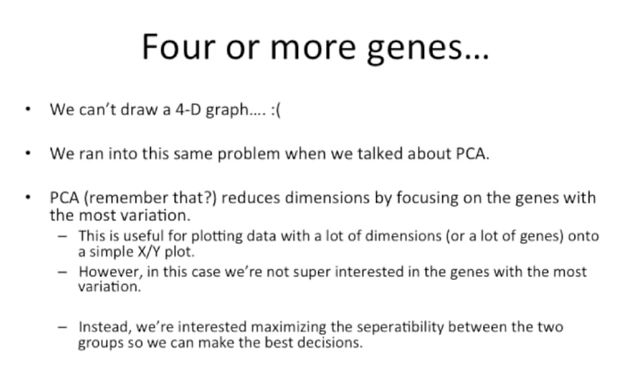 Four or more genes...
• We can't draw a 4-D graph.... :(
• We ran into this same problem when we talked about PCA.
• PCA (remember that?) reduces dimensions by focusing on the genes with
the most variation.
– This is useful for plotting data with a lot of dimensions (or a lot of genes) onto
a simple X/Y plot.
– However, in this case we're not super interested in the genes with the most
variation.
– Instead, we're interested maximizing the seperatibility between the two
groups so we can make the best decisions.